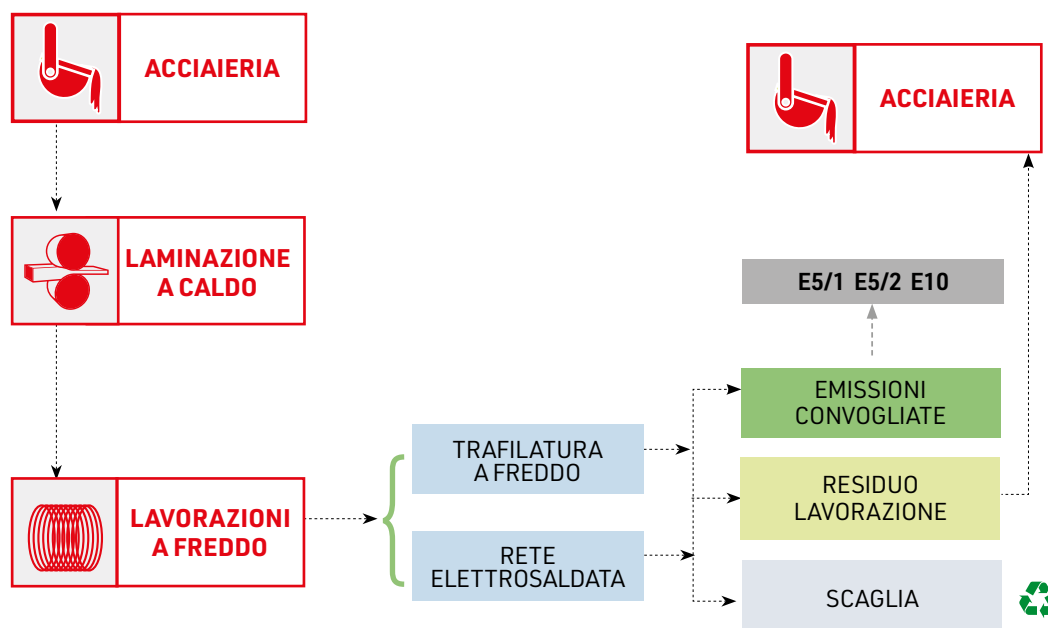 ACCIAIERIA
ACCIAIERIA
LAMINAZIONE
A CALDO
E5/1 E5/2 E10
EMISSIONI
CONVOGLIATE
TRAFILATURA
A FREDDO
RESIDUO
LAVORAZIONE
LAVORAZIONI
A FREDDO
RETE
ELETTROSALDATA
SCAGLIA